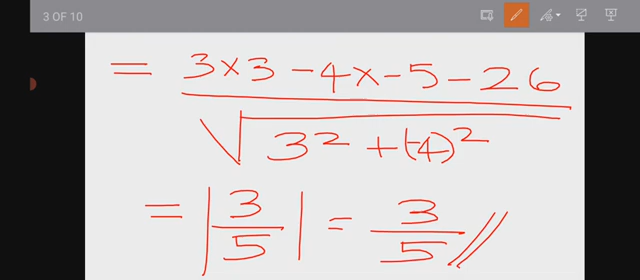 3 OF 10
= (3×3-4×-5-26)/√(3²+(-4)²)
= |3/5| = 3/5 //